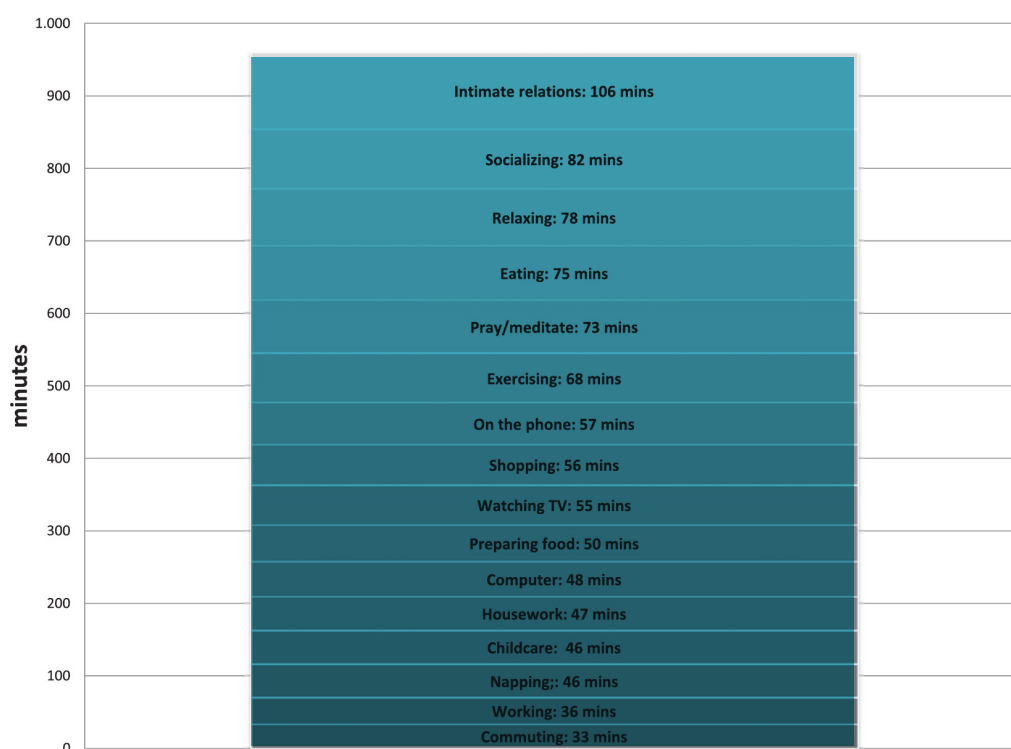 1.000
Intimate relations: 106 mins
900
Socializing: 82 mins
800
Relaxing: 78 mins
700
Eating: 75 mins
600
Pray/meditate: 73 mins
Exercising: 68 mins
minutes
500
On the phone: 57 mins
Shopping: 56 mins
400
Watching TV: 55 mins
300
Preparing food: 50 mins
Computer: 48 mins
200
Housework: 47 mins
Childcare:  46 mins
100
Napping;: 46 mins
Working: 36 mins
Commuting: 33 mins
0